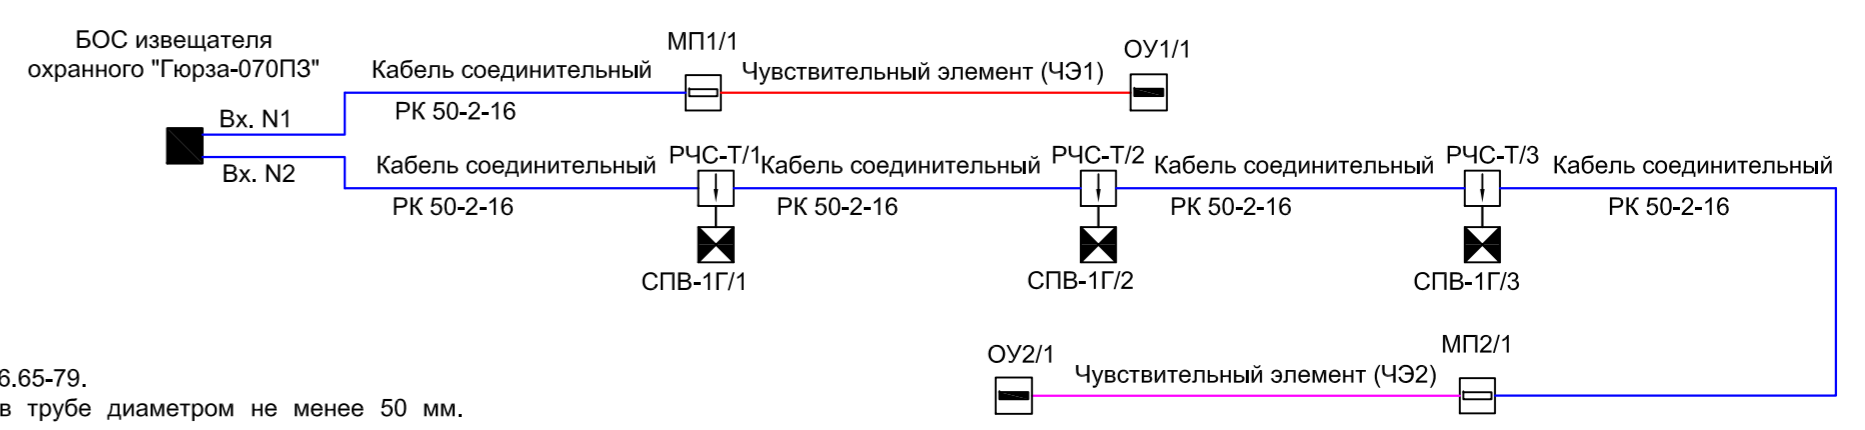 БОС извещателя
охранного "Гюрза-070ПЗ"
Вх. N1
Вх. N2
Кабель соединительный
РК 50-2-16
МП1/1
Чувствительный элемент (ЧЭ1)
ОУ1/1
Кабель соединительный
РК 50-2-16
РЧС-Т/1
СПВ-1Г/1
Кабель соединительный
РК 50-2-16
РЧС-Т/2
СПВ-1Г/2
Кабель соединительный
РК 50-2-16
РЧС-Т/3
СПВ-1Г/3
Кабель соединительный
РК 50-2-16
МП2/1
Чувствительный элемент (ЧЭ2)
ОУ2/1
6.65-79.
в трубе диаметром не менее 50 мм.